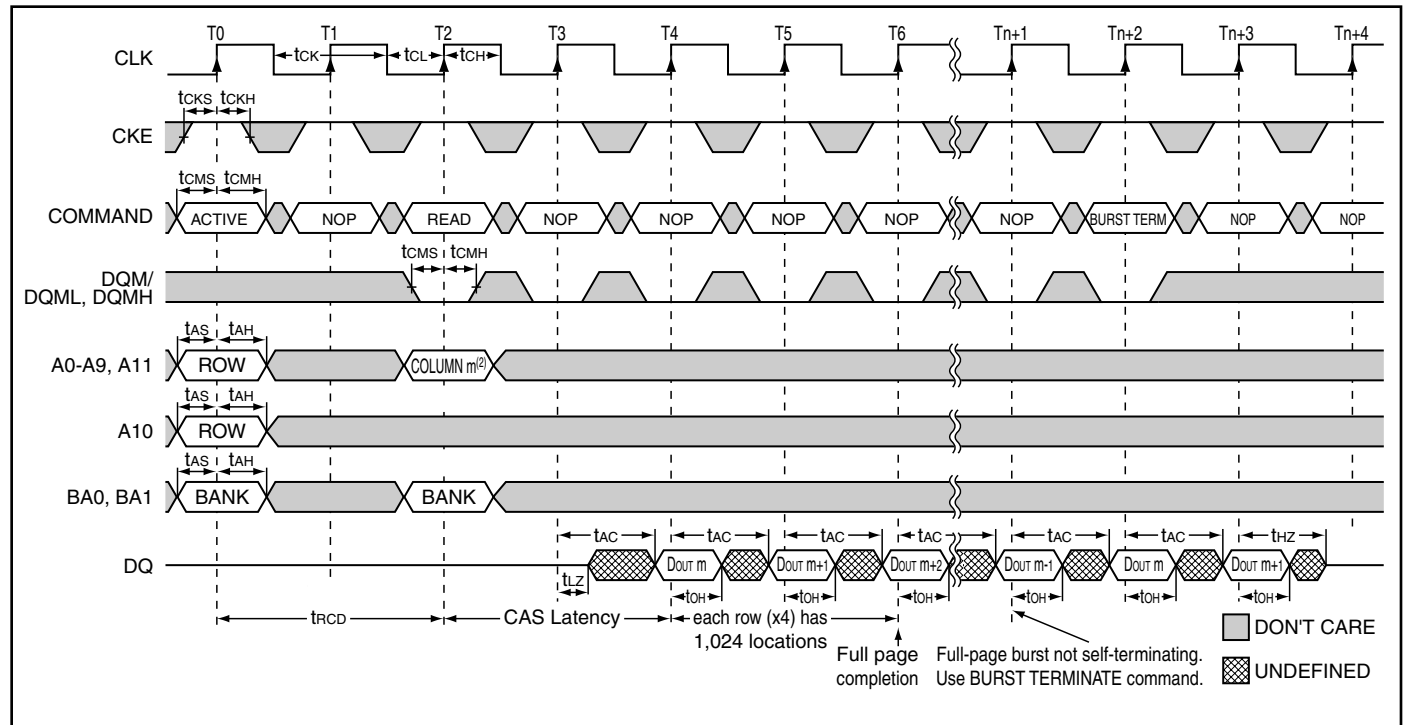 T0 T1 T2 T3 T4 T5 T6 Tn+1 Tn+2 Tn+3 Tn+4
CLK tCK tCL tCH
tCKS tCKH
CKE
tCMS tCMH
COMMAND ACTIVE NOP READ NOP NOP NOP NOP NOP BURST TERM NOP NOP
tCMS tCMH
DQM/
DQML, DQMH
tAS tAH
A0-A9, A11 ROW COLUMN m(2)
tAS tAH
A10 ROW
tAS tAH
BA0, BA1 BANK BANK
tAC tAC tAC tAC tAC tAC tHZ
DQ DOUT m DOUT m+1 DOUT m+2 DOUT m-1 DOUT m DOUT m+1
tLZ tOH tOH tOH tOH tOH tOH
tRCD CAS Latency each row (x4) has
1,024 locations
Full page
completion
Full-page burst not self-terminating.
Use BURST TERMINATE command.
DON'T CARE
UNDEFINED